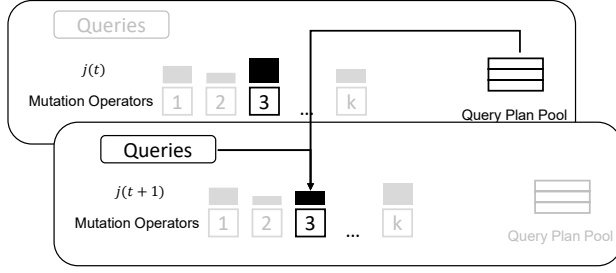 Queries
j(t)
Mutation Operators 1 2 3 ... k
Query Plan Pool
Queries
j(t + 1)
Mutation Operators 1 2 3 ... k
Query Plan Pool